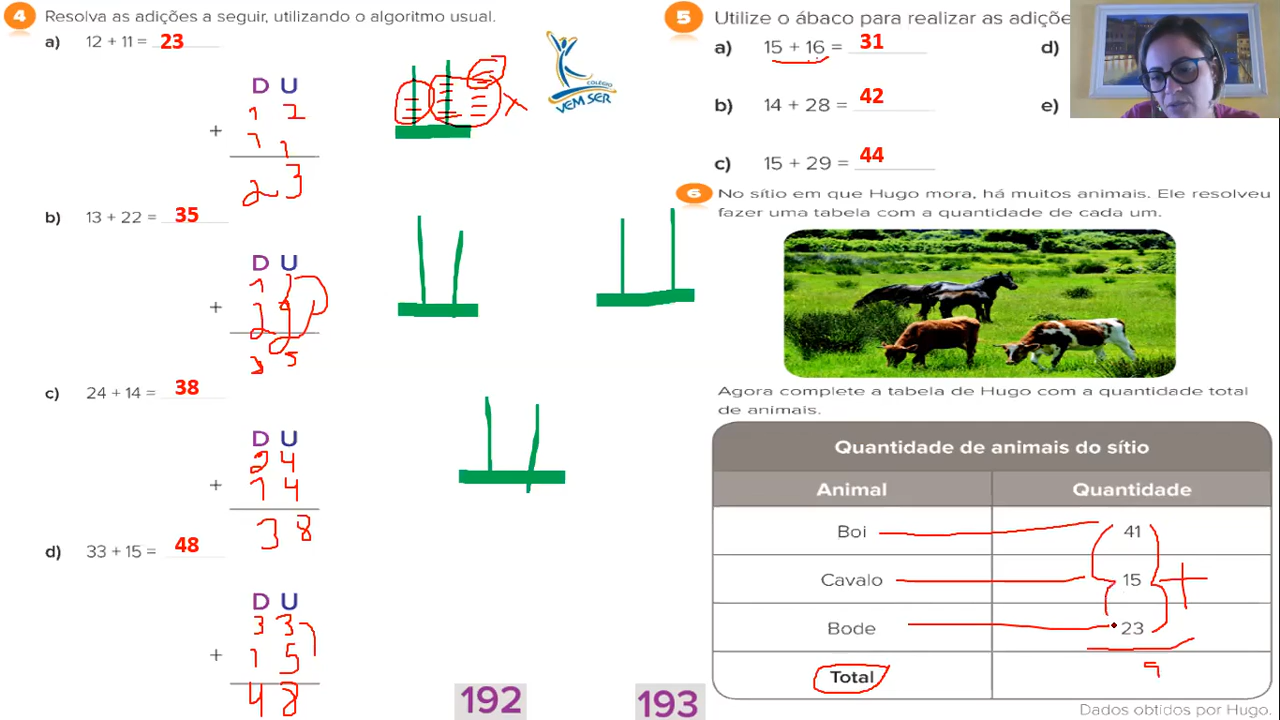 4 Resolva as adições a seguir, utilizando o algoritmo usual.
a) 12 + 11 = 23
D U
1 2
+ 1 1
2 3
b) 13 + 22 = 35
D U
1
+ 2
3 5
c) 24 + 14 = 38
D U
2 4
+ 1 4
3 8
d) 33 + 15 = 48
D U
3 3
+ 1 5
4 8
COLÉGIO
VEM SER
192
5 Utilize o ábaco para realizar as adiçõe
a) 15 + 16 = 31
b) 14 + 28 = 42
c) 15 + 29 = 44
d)
e)
6 No sítio em que Hugo mora, há muitos animais. Ele resolveu
fazer uma tabela com a quantidade de cada um.
Agora complete a tabela de Hugo com a quantidade total
de animais.
Quantidade de animais do sítio
Animal Quantidade
Boi 41
Cavalo 15 +
Bode 23
Total 9
Dados obtidos por Hugo.
193